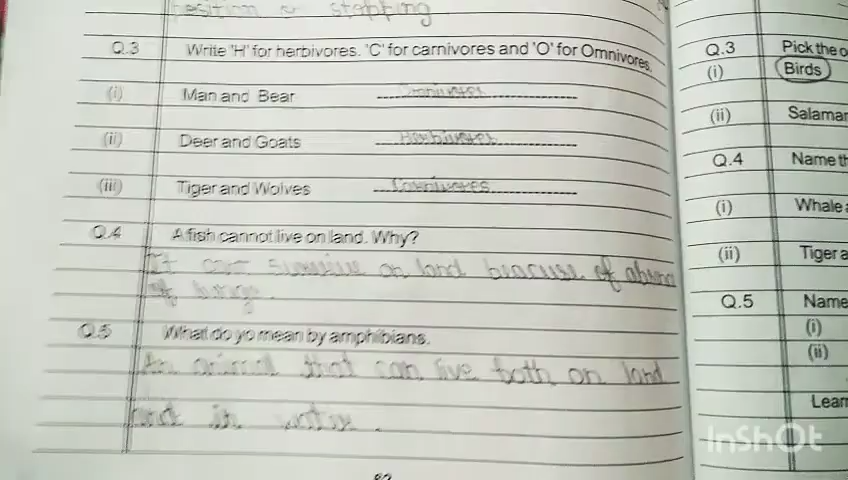 position & stopping
Q.3 Write 'H' for herbivores. 'C' for carnivores and 'O' for Omnivores.
(i) Man and Bear Omnivores
(ii) Deer and Goats Herbivores
(iii) Tiger and Wolves Carnivores
Q.4 A fish cannot live on land. Why?
It can survive on land beacuse of
of lungs.
Q.5 What do yo mean by amphibians.
An animal that can live both on land
and in water.
Q.3 Pick the o
(i) Birds
(ii) Salamar
Q.4 Name th
(i) Whale a
(ii) Tiger a
Q.5 Name
(i)
(ii)
Lear
InShOt